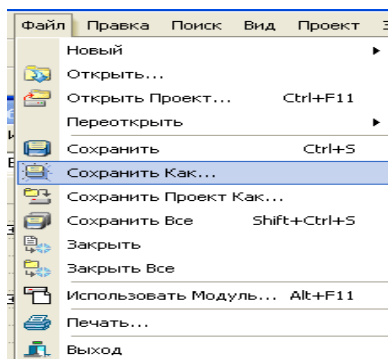 Файл Правка Поиск Вид Проект
Новый
Открыть...
Открыть Проект... Ctrl+F11
Переоткрыть
Сохранить Ctrl+S
Сохранить Как...
Сохранить Проект Как...
Сохранить Все Shift+Ctrl+S
Закрыть
Закрыть Все
Использовать Модуль... Alt+F11
Печать...
Выход